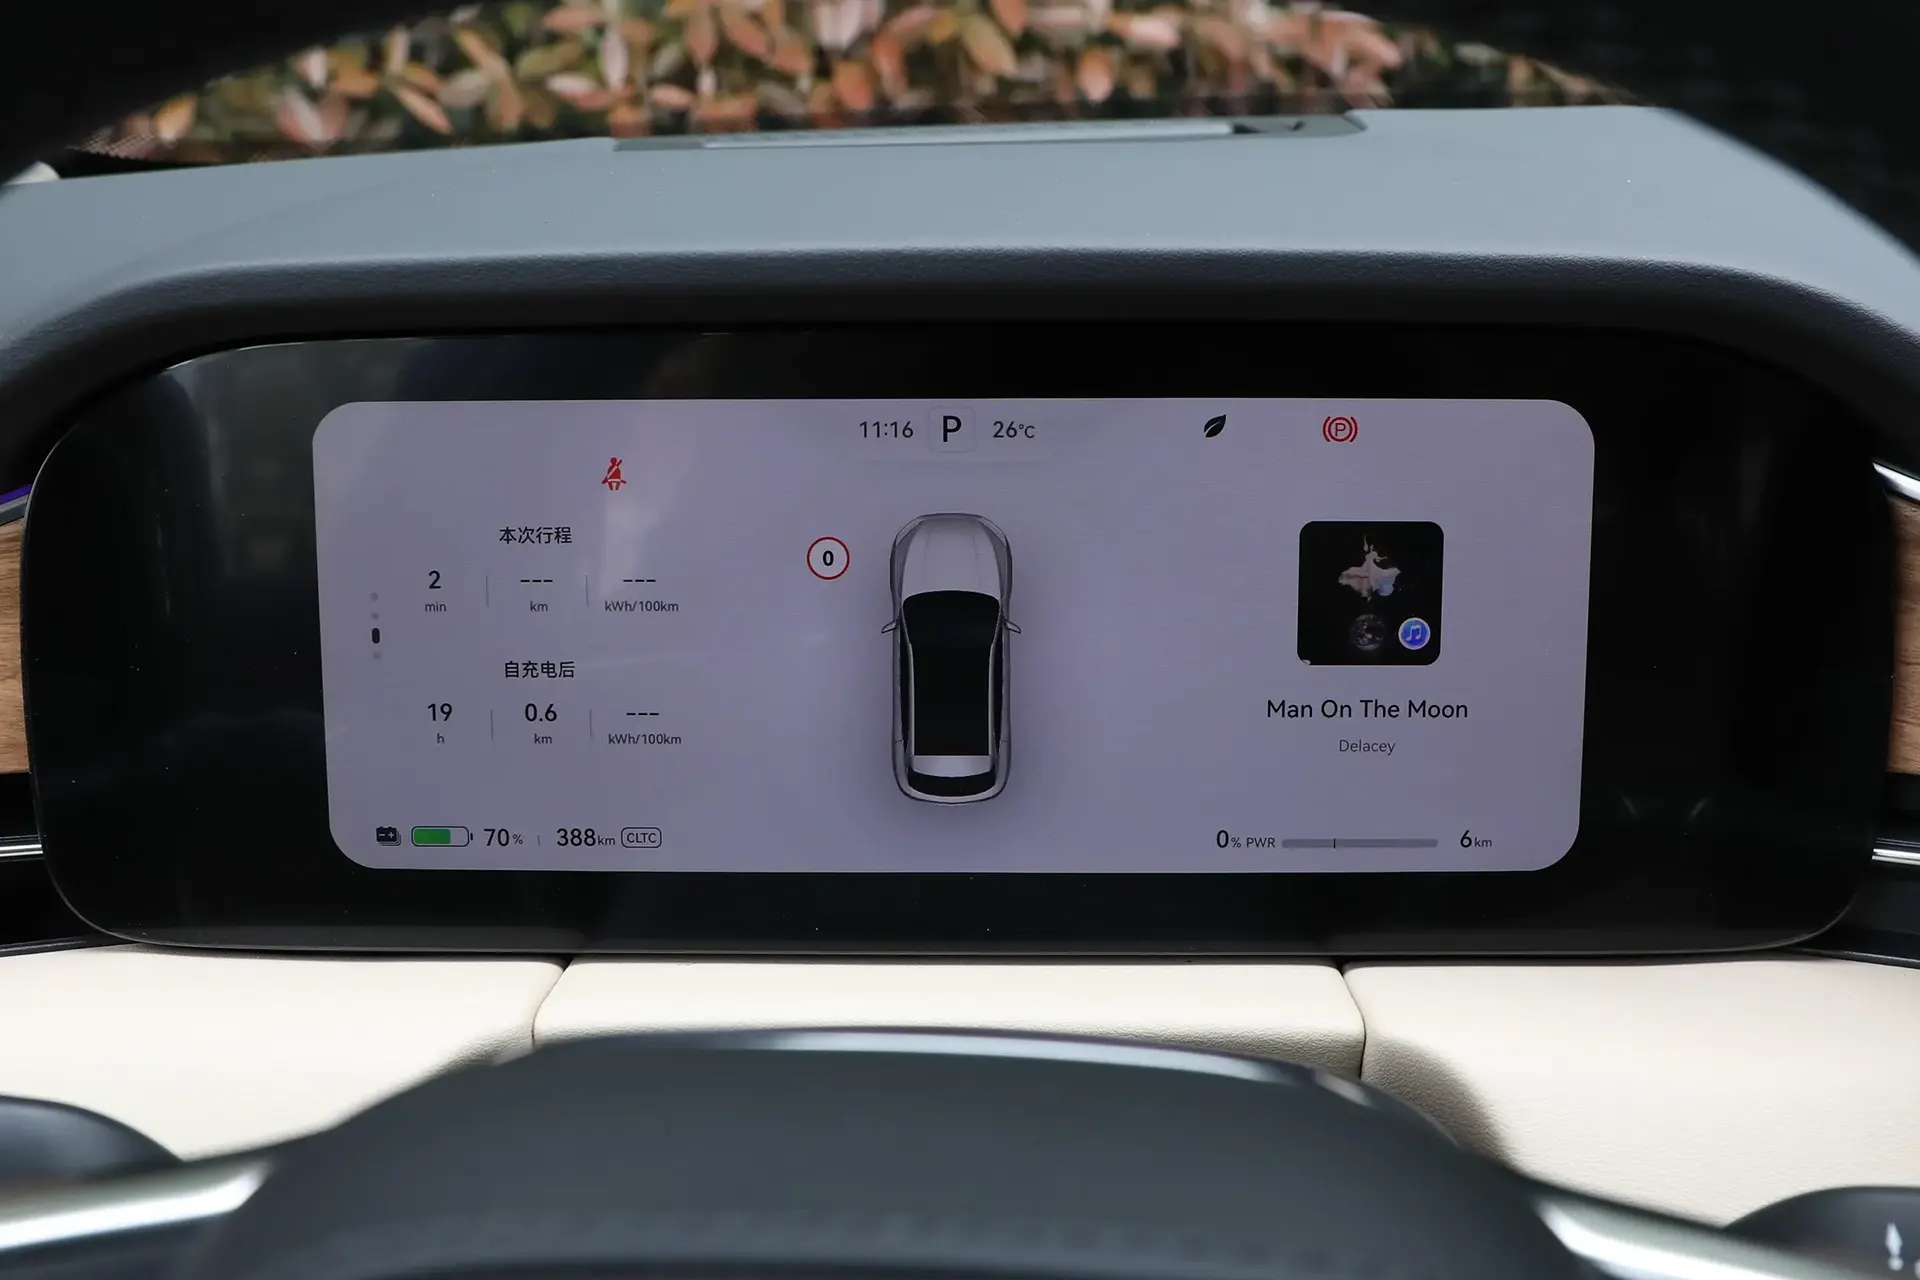 11:16 P 26°C
P
本次行程
0
2 --- ---
min km kWh/100km
自充电后
19 0.6 ---
h km kWh/100km
Man On The Moon
Delacey
70% 388km CLTC
0% PWR 6km